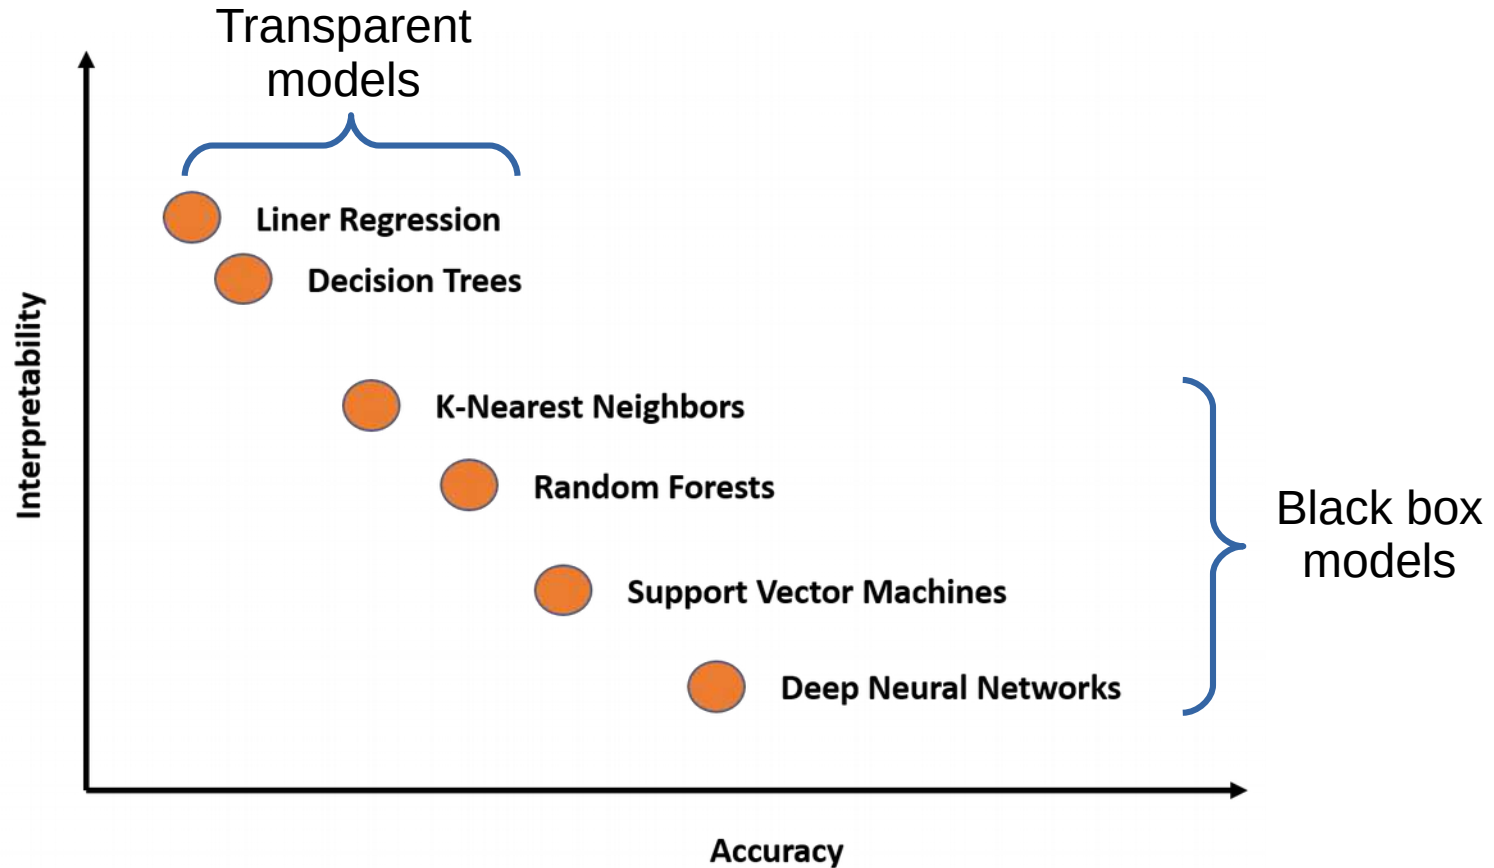 Transparent
models
Liner Regression
Decision Trees
Interpretability
K-Nearest Neighbors
Random Forests
Black box
models
Support Vector Machines
Deep Neural Networks
Accuracy